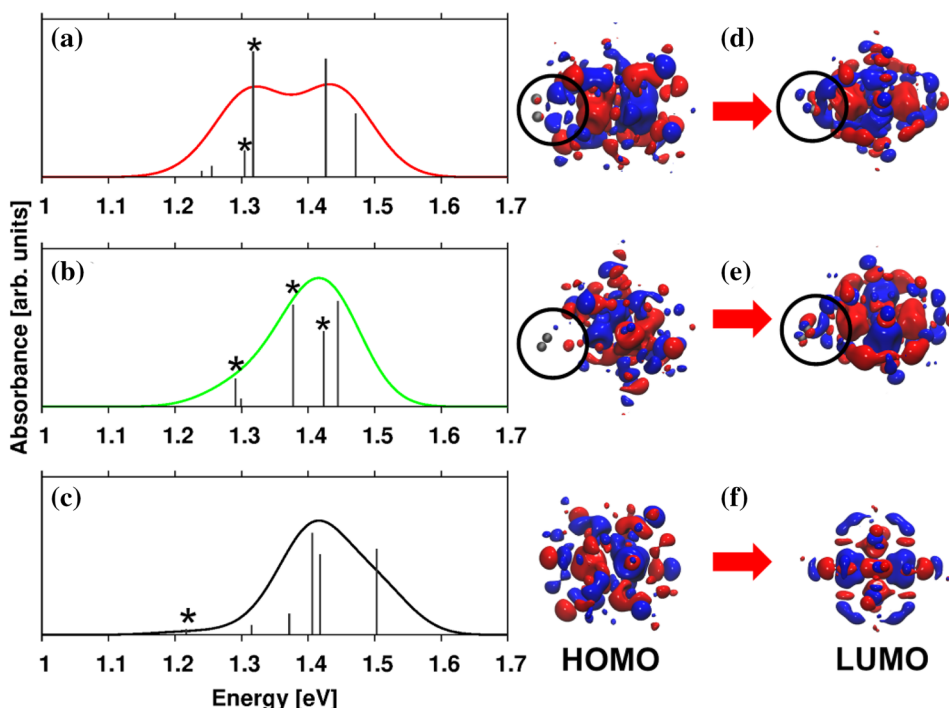 (a)
*
*
1 1.1 1.2 1.3 1.4 1.5 1.6 1.7
(d)
Absorbance [arb. units]
(b)
*
*
*
1 1.1 1.2 1.3 1.4 1.5 1.6 1.7
(e)
(c)
*
1 1.1 1.2 1.3 1.4 1.5 1.6 1.7
Energy [eV]
(f)
HOMO LUMO